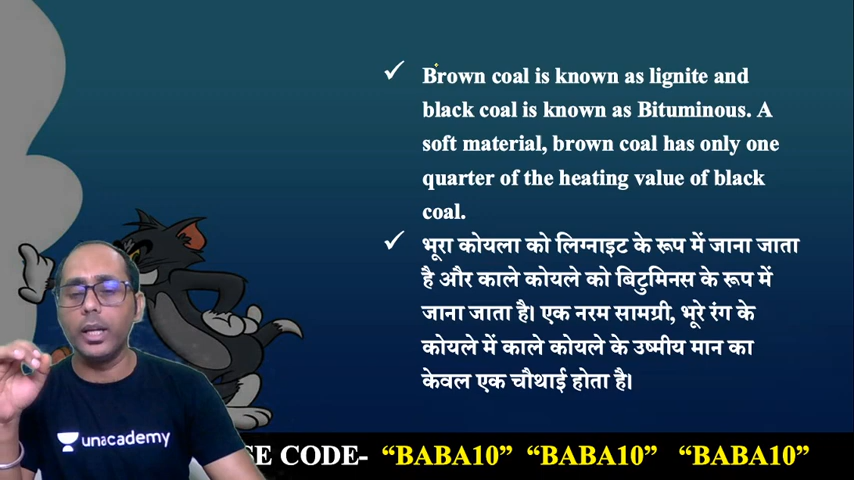 Brown coal is known as lignite and
black coal is known as Bituminous. A
soft material, brown coal has only one
quarter of the heating value of black
coal.
भूरा कोयला को लिग्नाइट के रूप में जाना जाता
है और काले कोयले को बिटुमिनस के रूप में
जाना जाता है। एक नरम सामग्री, भूरे रंग के
कोयले में काले कोयले के उष्मीय मान का
केवल एक चौथाई होता है।
unacademy
SE CODE- “BABA10” “BABA10” “BABA10”